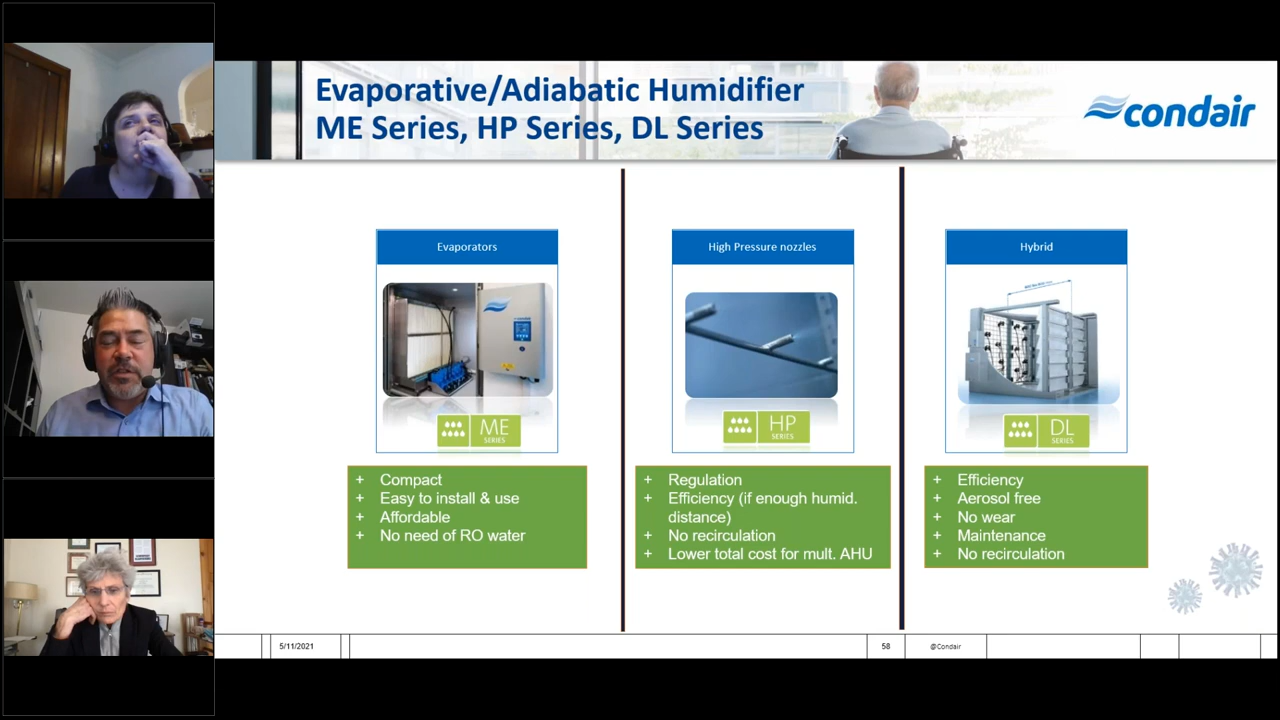 Evaporative/Adiabatic Humidifier
ME Series, HP Series, DL Series
condair
Evaporators
ME
SERIES
+ Compact
+ Easy to install & use
+ Affordable
+ No need of RO water
High Pressure nozzles
HP
SERIES
+ Regulation
+ Efficiency (if enough humid.
distance)
+ No recirculation
+ Lower total cost for mult. AHU
Hybrid
DL
SERIES
+ Efficiency
+ Aerosol free
+ No wear
+ Maintenance
+ No recirculation
5/11/2021
58
@Condair